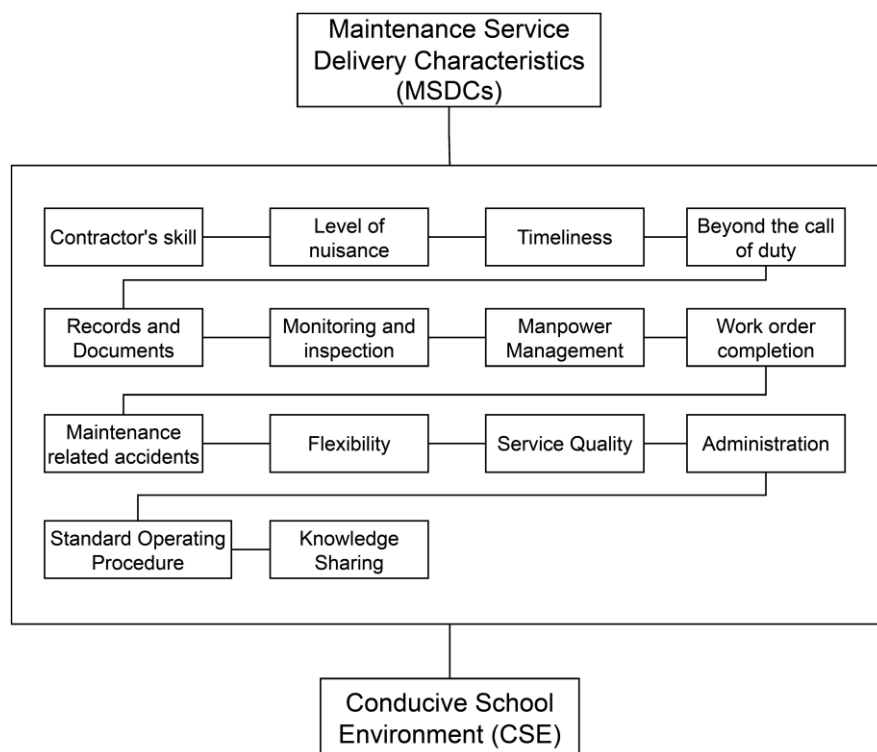 Maintenance Service
Delivery Characteristics
(MSDCs)
Contractor's skill
Level of
nuisance
Timeliness
Beyond the call
of duty
Records and
Documents
Monitoring and
inspection
Manpower
Management
Work order
completion
Maintenance
related accidents
Flexibility
Service Quality
Administration
Standard Operating
Procedure
Knowledge
Sharing
Conducive School
Environment (CSE)